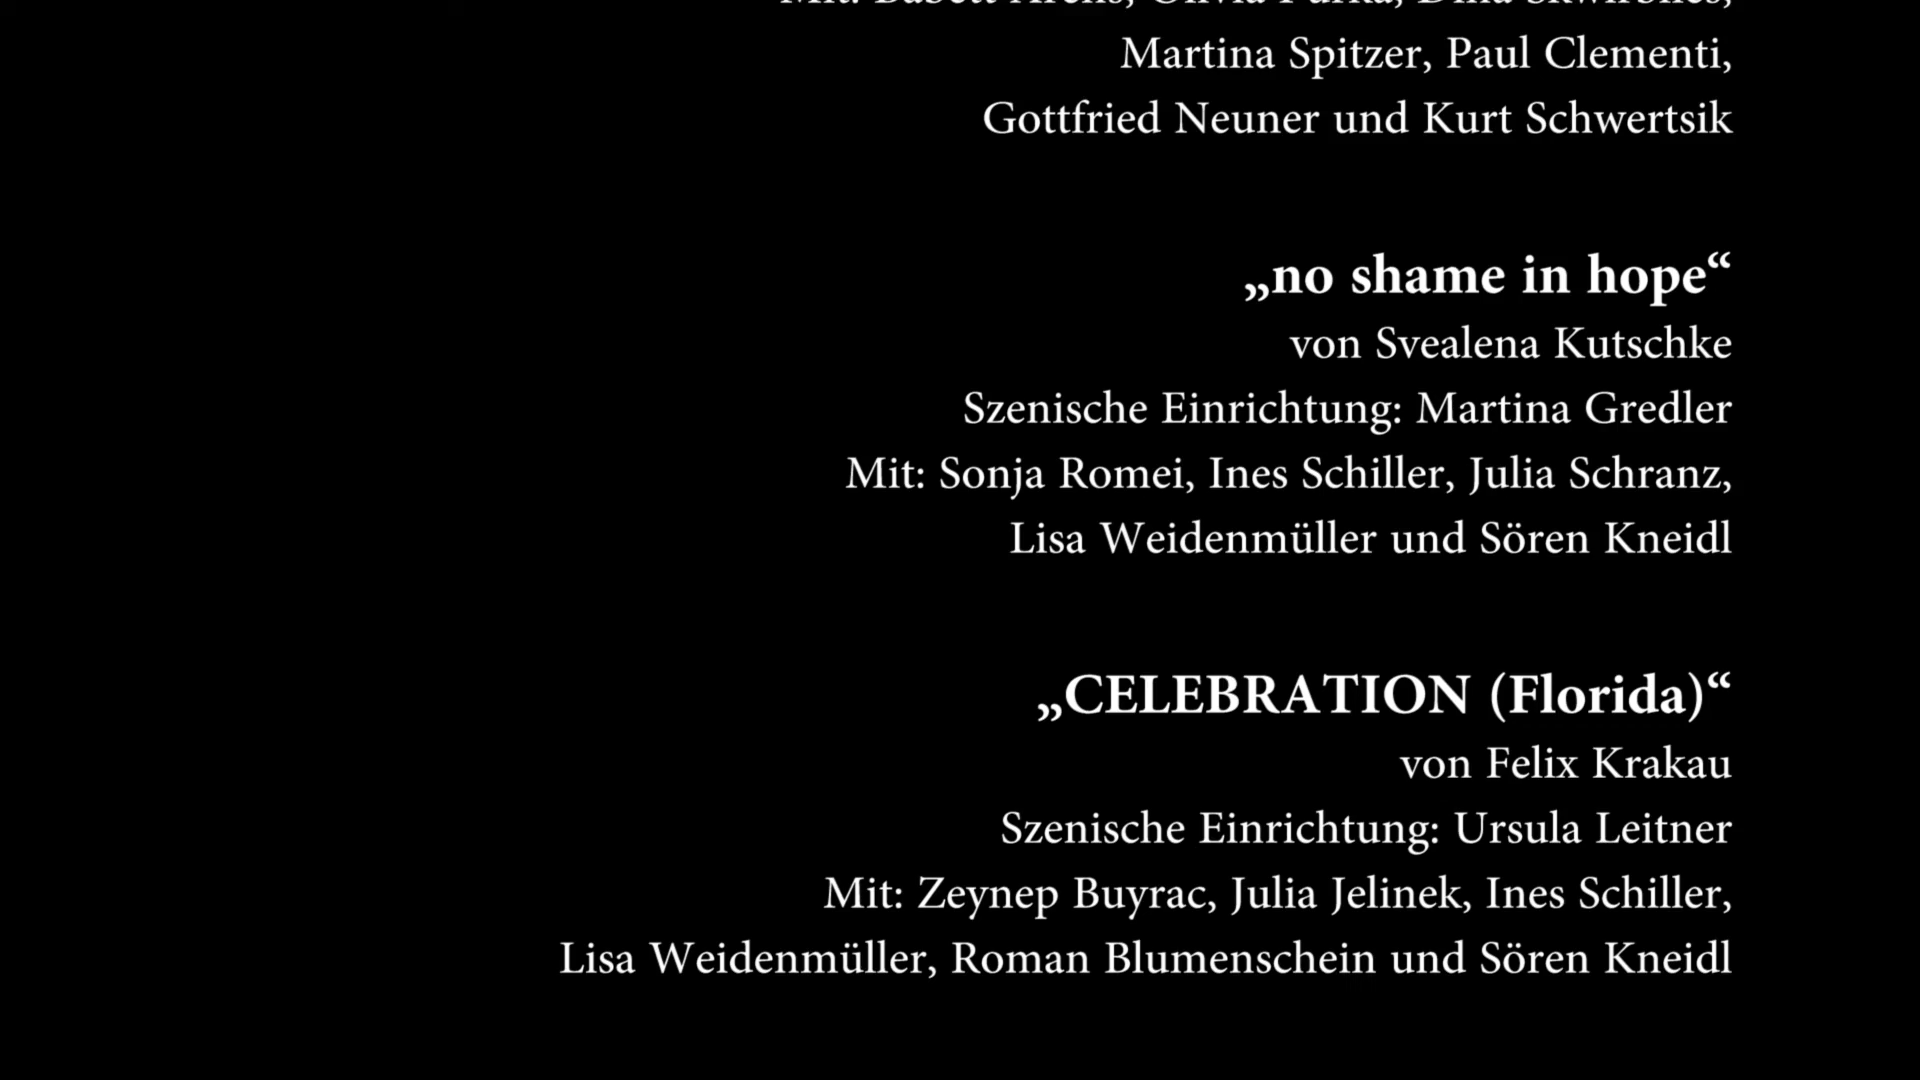 Martina Spitzer, Paul Clementi,
Gottfried Neuner und Kurt Schwertsik
„no shame in hope“
von Svealena Kutschke
Szenische Einrichtung: Martina Gredler
Mit: Sonja Romei, Ines Schiller, Julia Schranz,
Lisa Weidenmüller und Sören Kneidl
„CELEBRATION (Florida)“
von Felix Krakau
Szenische Einrichtung: Ursula Leitner
Mit: Zeynep Buyrac, Julia Jelinek, Ines Schiller,
Lisa Weidenmüller, Roman Blumenschein und Sören Kneidl